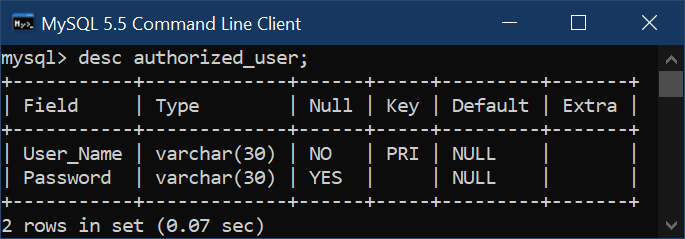 MySQL 5.5 Command Line Client
mysql> desc authorized_user;
+-----------+-------------+------+-----+---------+-------+
| Field     | Type        | Null | Key | Default | Extra |
+-----------+-------------+------+-----+---------+-------+
| User_Name | varchar(30) | NO   | PRI | NULL    |       |
| Password  | varchar(30) | YES  |     | NULL    |       |
+-----------+-------------+------+-----+---------+-------+
2 rows in set (0.07 sec)